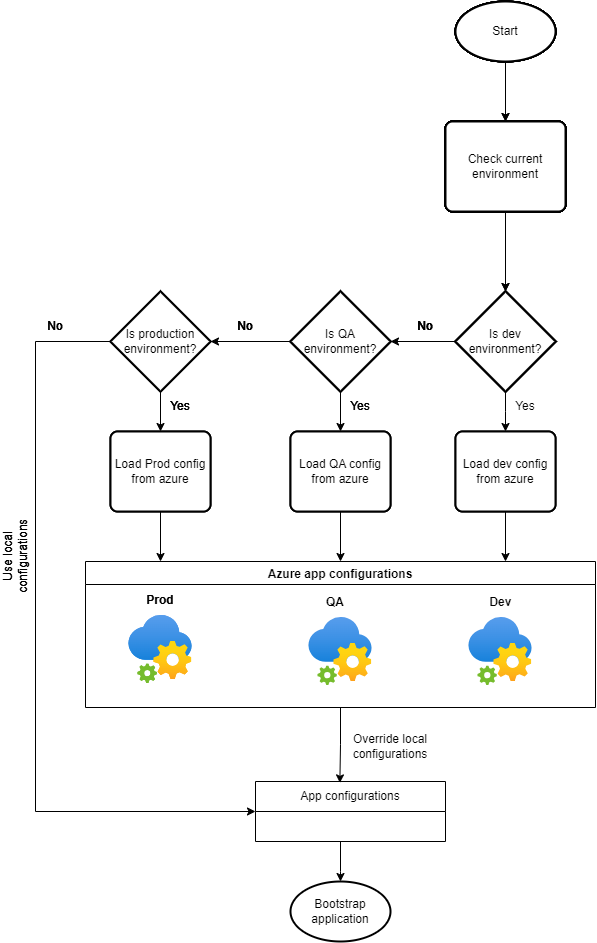 Start
Check current
environment
Is production
environment?
Is QA
environment?
Is dev
environment?
No
No
No
Yes
Yes
Yes
Load Prod config
from azure
Load QA config
from azure
Load dev config
from azure
Use local
configurations
Azure app configurations
Prod
QA
Dev
Override local
configurations
App configurations
Bootstrap
application